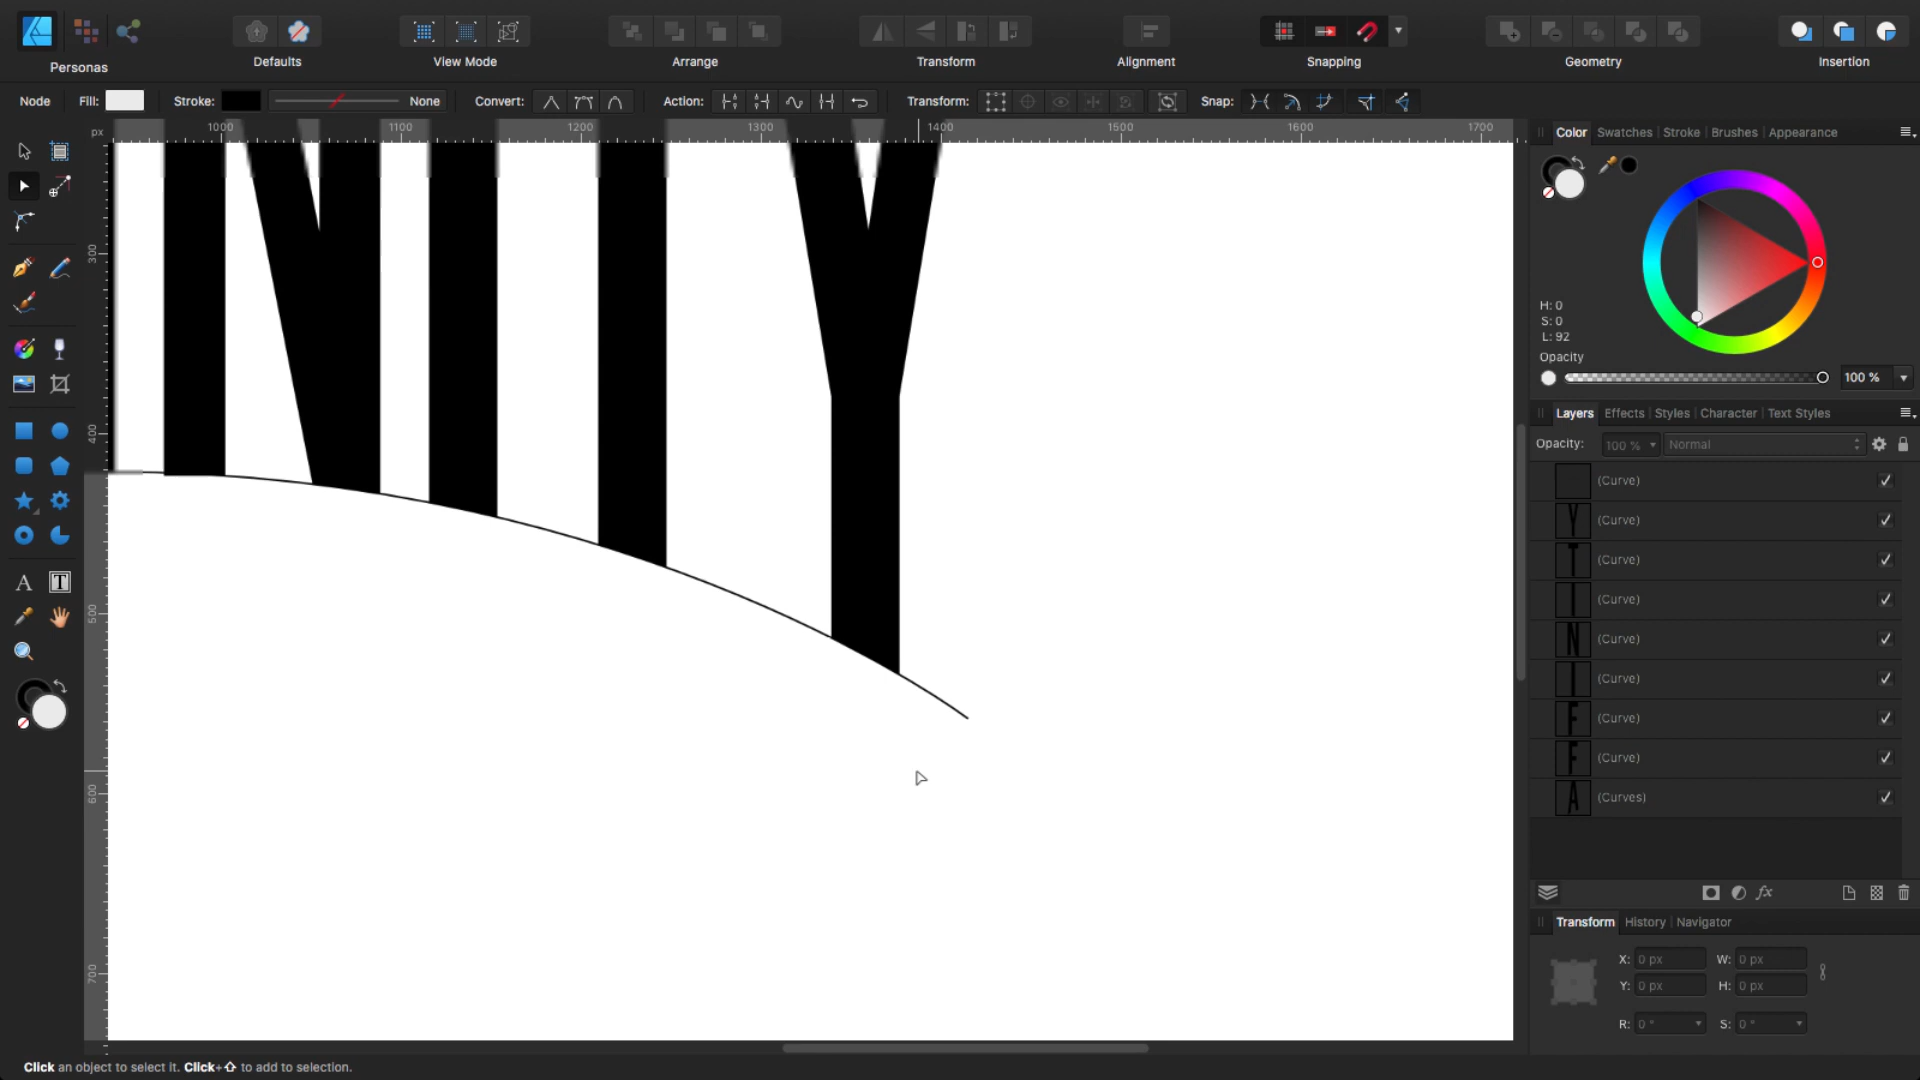 Personas
Defaults
View Mode
Arrange
Transform
Alignment
Snapping
Geometry
Insertion
Node
Fill:
Stroke:
None
Convert:
Action:
Transform:
Snap:
px
1000
1100
1200
1300
1400
1500
1600
1700
300
400
500
600
700
NITY
Color
Swatches
Stroke
Brushes
Appearance
H: 0
S: 0
L: 92
Opacity
100 %
Layers
Effects
Styles
Character
Text Styles
Opacity:
100 %
Normal
(Curve)
Y
(Curve)
T
(Curve)
I
(Curve)
N
(Curve)
I
(Curve)
F
(Curve)
F
(Curve)
A
(Curves)
fx
Transform
History
Navigator
X: 0 px
W: 0 px
Y: 0 px
H: 0 px
R: 0 °
S: 0 °
A
T
Click an object to select it. Click+⇧ to add to selection.